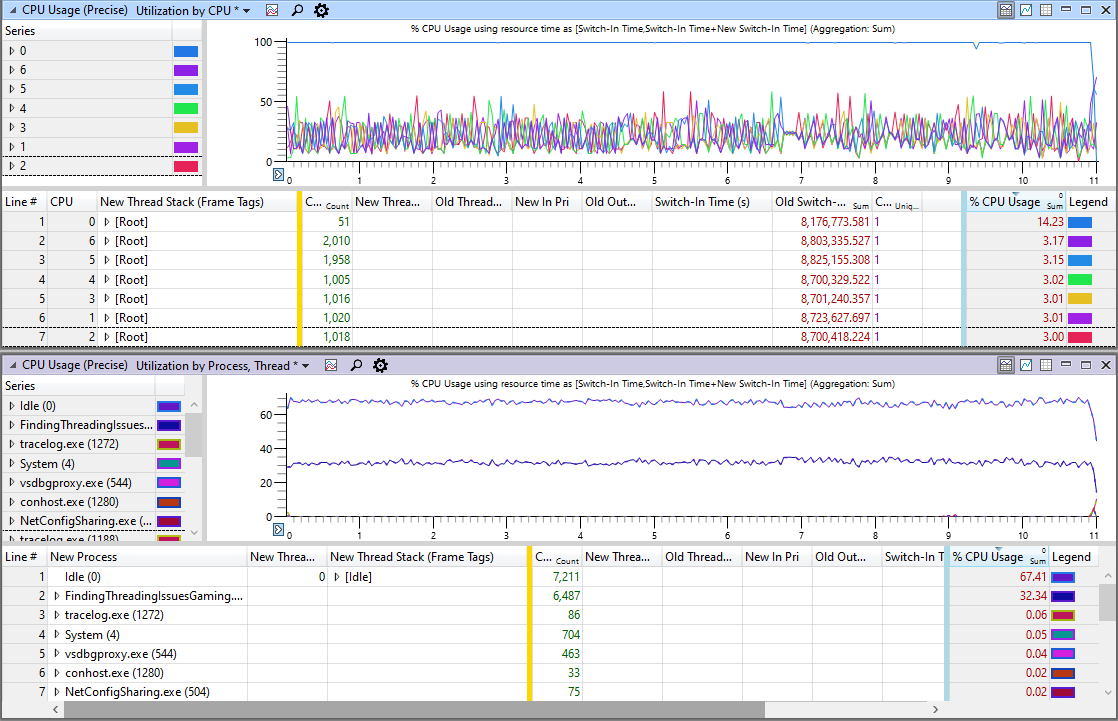 CPU Usage (Precise) Utilization by CPU *
Series
0
6
5
4
3
1
2
% CPU Usage using resource time as [Switch-In Time,Switch-In Time+New Switch-In Time] (Aggregation: Sum)
100
50
0
0 1 2 3 4 5 6 7 8 9 10 11
Line # CPU New Thread Stack (Frame Tags) C... Count New Threa... Old Thread... New In Pri Old Out... Switch-In Time (s) Old Switch-... Sum C... Uniq... % CPU Usage 0 Sum Legend
1 0 [Root] 51 8,176,773.581 1 14.23
2 6 [Root] 2,010 8,803,335.527 1 3.17
3 5 [Root] 1,958 8,825,155.308 1 3.15
4 4 [Root] 1,005 8,700,329.522 1 3.02
5 3 [Root] 1,016 8,701,240.357 1 3.01
6 1 [Root] 1,020 8,723,627.697 1 3.01
7 2 [Root] 1,018 8,700,418.224 1 3.00
CPU Usage (Precise) Utilization by Process, Thread *
Series
Idle (0)
FindingThreadingIssues...
tracelog.exe (1272)
System (4)
vsdbgproxy.exe (544)
conhost.exe (1280)
NetConfigSharing.exe (...
tracelog.exe (1188)
% CPU Usage using resource time as [Switch-In Time,Switch-In Time+New Switch-In Time] (Aggregation: Sum)
60
40
20
0
0 1 2 3 4 5 6 7 8 9 10 11
Line # New Process New Threa... New Thread Stack (Frame Tags) C... Count New Threa... Old Thread... New In Pri Old Out... Switch-In T % CPU Usage 0 Sum Legend
1 Idle (0) 0 [Idle] 7,211 67.41
2 FindingThreadingIssuesGaming.... 6,487 32.34
3 tracelog.exe (1272) 86 0.06
4 System (4) 704 0.05
5 vsdbgproxy.exe (544) 463 0.04
6 conhost.exe (1280) 33 0.02
7 NetConfigSharing.exe (504) 75 0.02